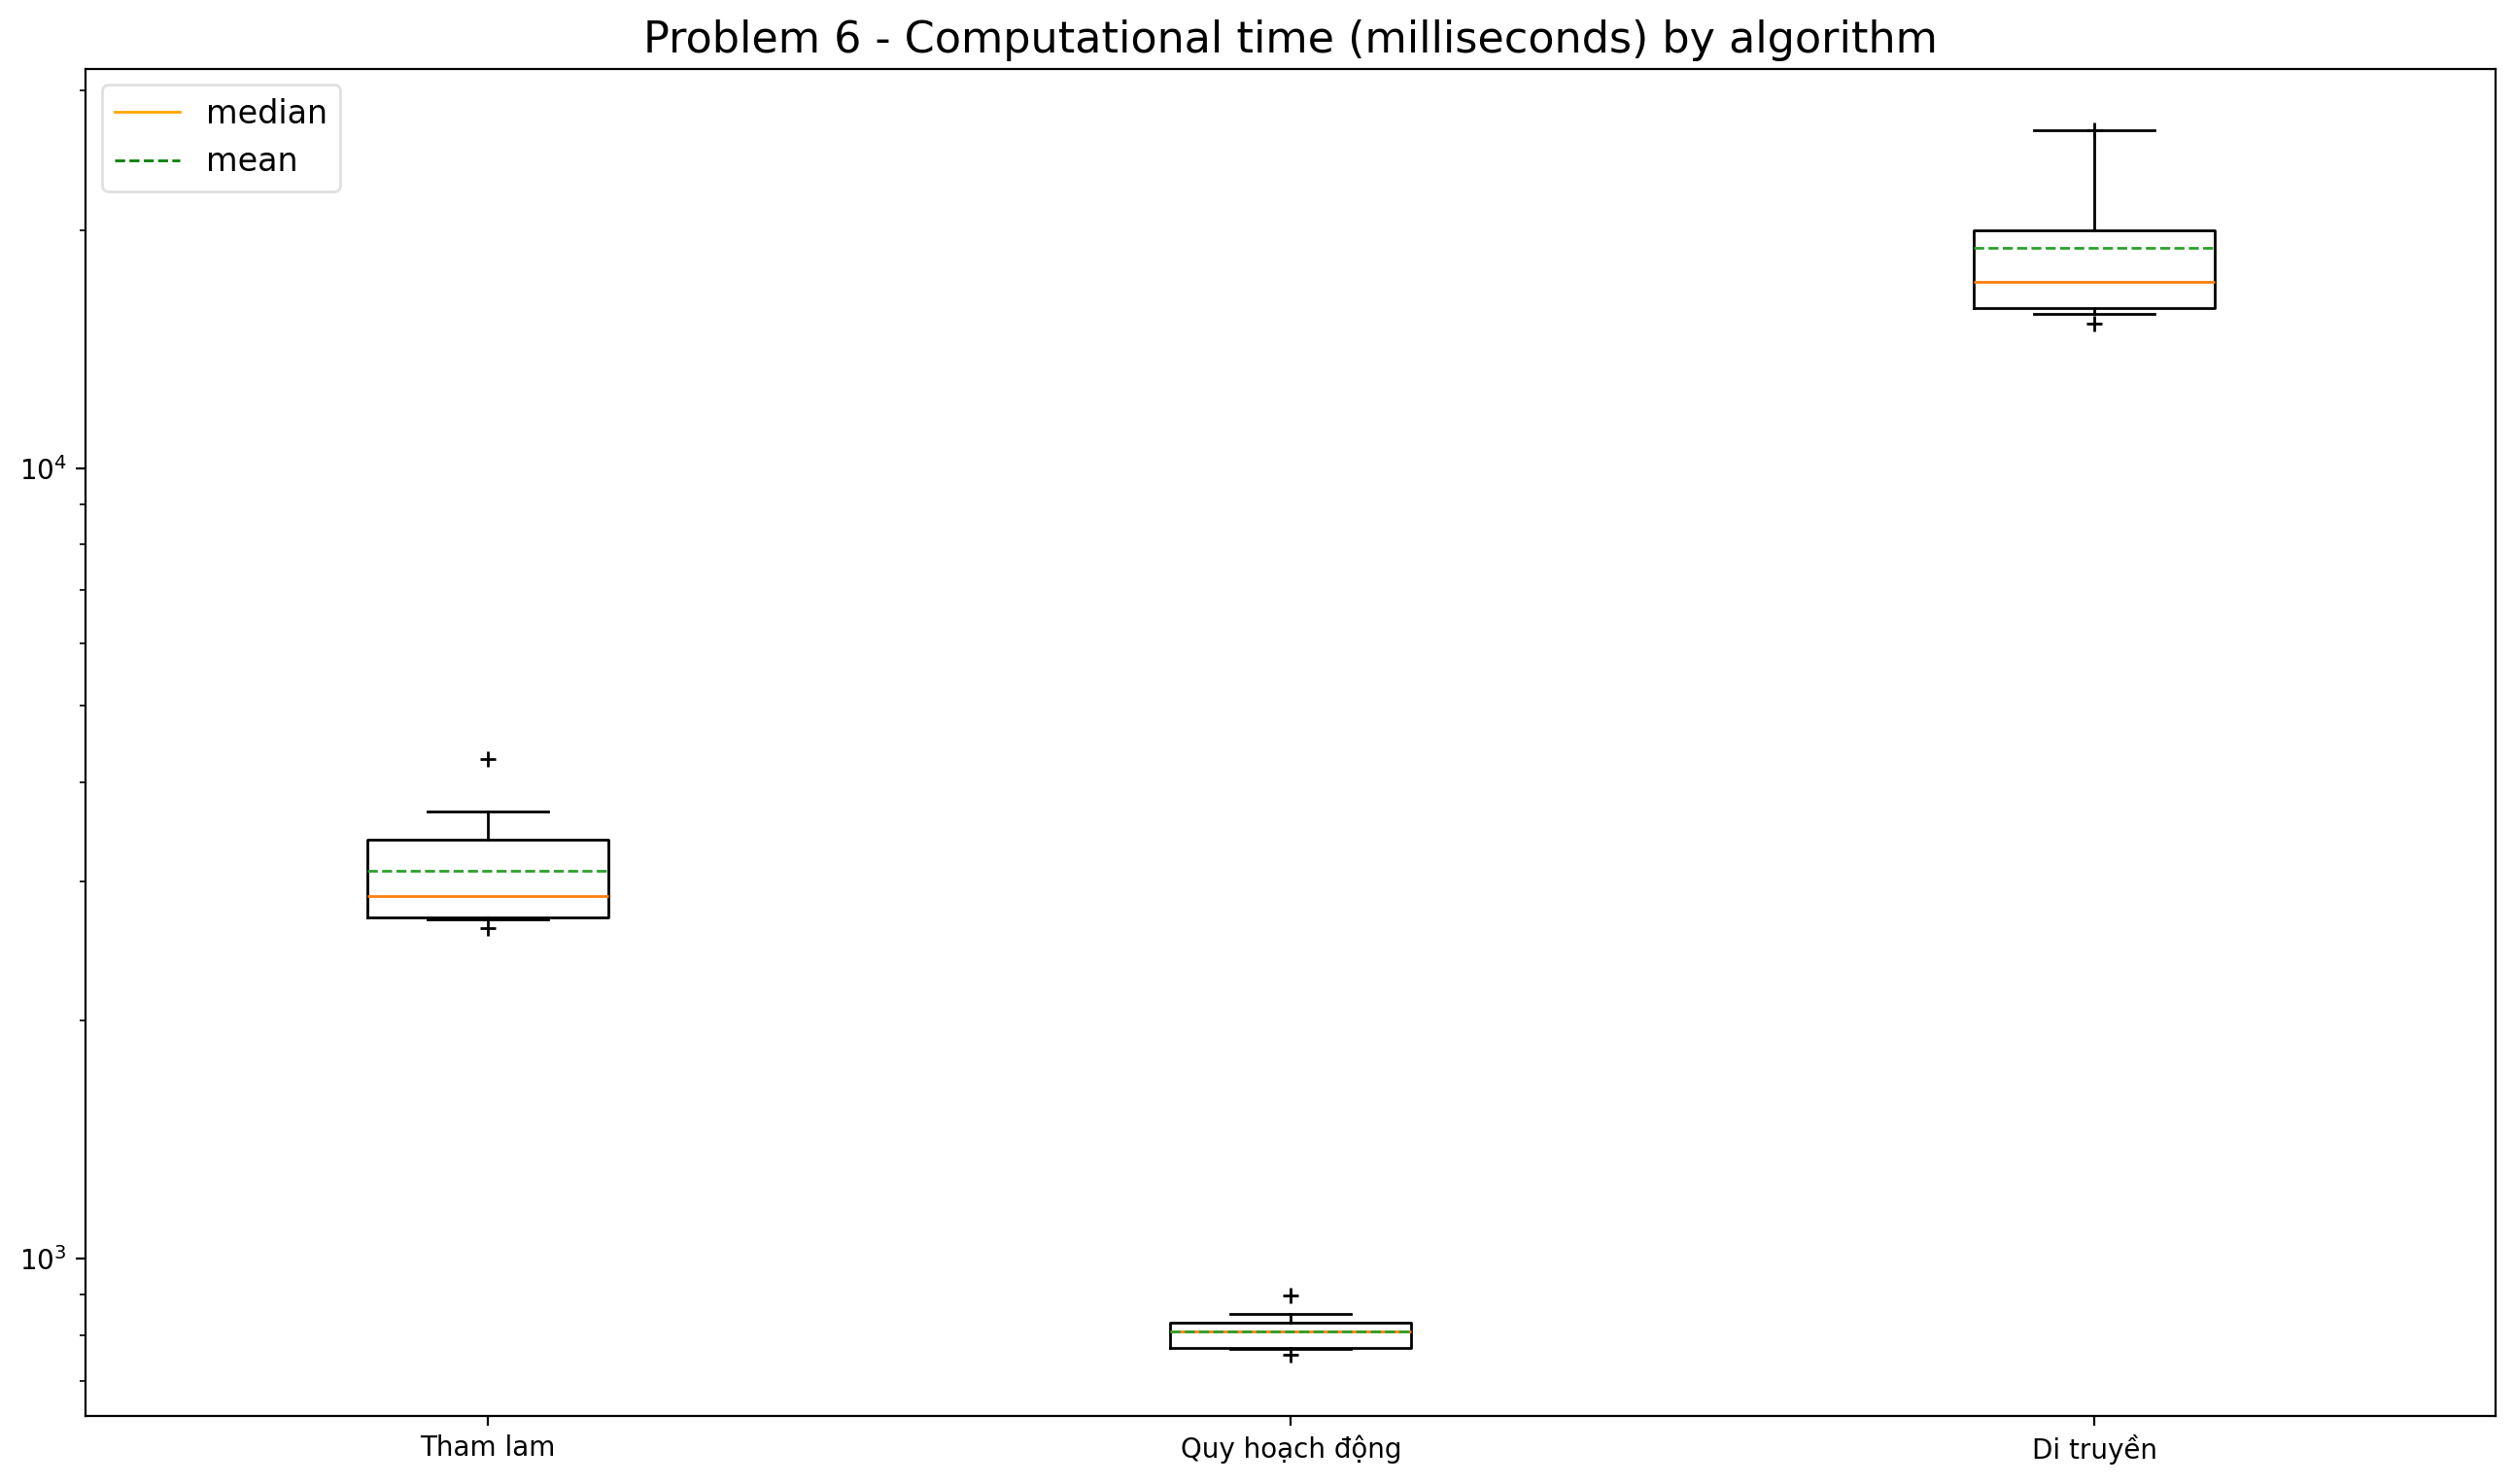 Problem 6 - Computational time (milliseconds) by algorithm
median
mean
10⁴
10³
Tham lam
Quy hoạch động
Di truyền